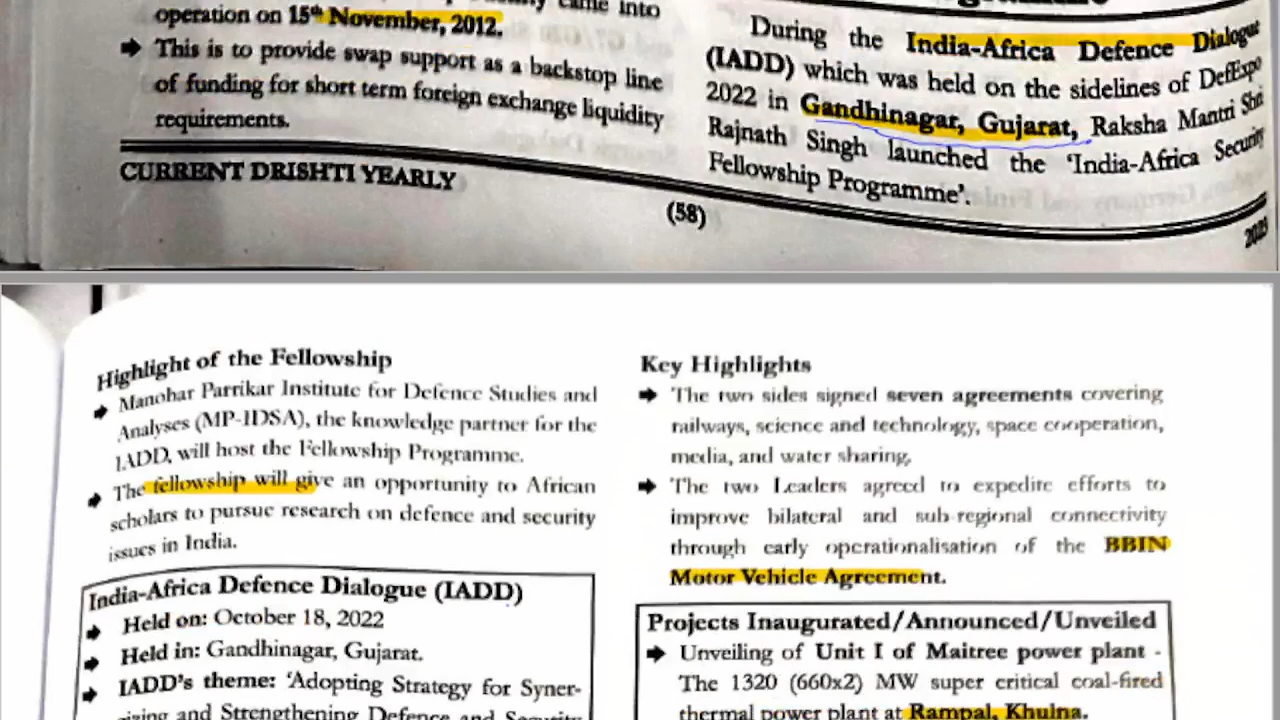 came into
operation on 15th November, 2012.
➔ This is to provide swap support as a backstop line
of funding for short term foreign exchange liquidity
requirements.
During the India-Africa Defence Dialogue
(IADD) which was held on the sidelines of DefExpo
2022 in Gandhinagar, Gujarat, Raksha Mantri Shri
Rajnath Singh launched the 'India-Africa Security
Fellowship Programme'.
CURRENT DRISHTI YEARLY
(58)
Highlight of the Fellowship
➔ Manohar Parrikar Institute for Defence Studies and
Analyses (MP-IDSA), the knowledge partner for the
IADD, will host the Fellowship Programme.
➔ The fellowship will give an opportunity to African
scholars to pursue research on defence and security
issues in India.
India-Africa Defence Dialogue (IADD)
➔ Held on: October 18, 2022
➔ Held in: Gandhinagar, Gujarat.
➔ IADD's theme: 'Adopting Strategy for Syner-
and Strengthening Defence and Security
Key Highlights
➔ The two sides signed seven agreements covering
railways, science and technology, space cooperation,
media, and water sharing,
➔ The two Leaders agreed to expedite efforts to
improve bilateral and sub-regional connectivity
through early operationalisation of the BBIN
Motor Vehicle Agreement.
Projects Inaugurated/Announced/Unveiled
➔ Unveiling of Unit I of Maitree power plant -
The 1320 (660x2) MW super critical coal-fired
thermal power plant at Rampal, Khulna.